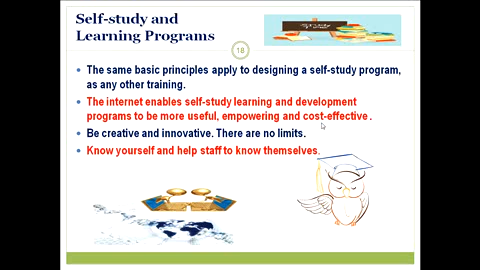 Self-study and
Learning Programs
18
The same basic principles apply to designing a self-study program,
as any other training.
The internet enables self-study learning and development
programs to be more useful, empowering and cost-effective.
Be creative and innovative. There are no limits.
Know yourself and help staff to know themselves.